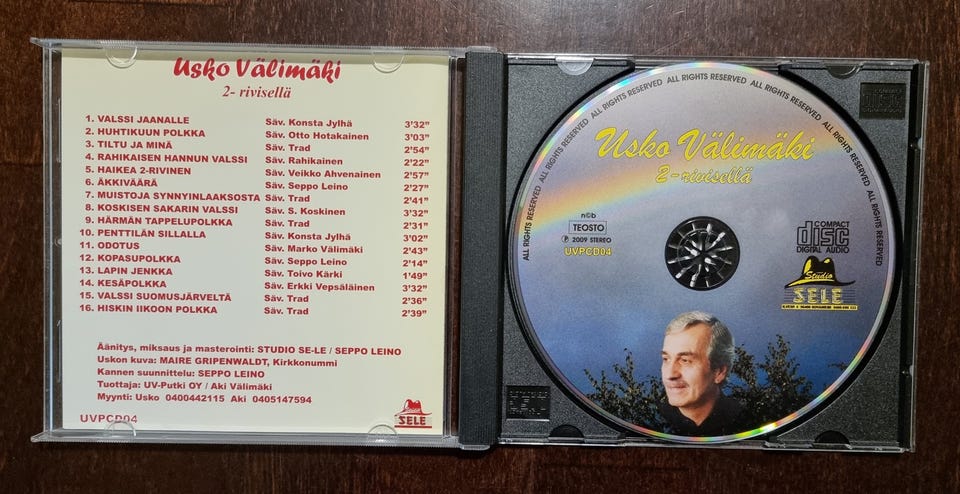 Usko Välimäki
2- rivisellä
1. VALSSI JAANALLE Säv. Konsta Jylhä 3'32”
2. HUHTIKUUN POLKKA Säv. Otto Hotakainen 3'03”
3. TILTU JA MINÄ Säv. Trad 2'54”
4. RAHIKAISEN HANNUN VALSSI Säv. Rahikainen 2'22”
5. HAIKEA 2-RIVINEN Säv. Veikko Ahvenainen 2'57”
6. ÄKKIVÄÄRÄ Säv. Seppo Leino 2'27”
7. MUISTOJA SYNNYINLAAKSOSTA Säv. Trad 2'41”
8. KOSKISEN SAKARIN VALSSI Säv. S. Koskinen 3'32”
9. HÄRMÄN TAPPELUPOLKKA Säv. Trad 2'31”
10. PENTTILÄN SILLALLA Säv. Konsta Jylhä 3'02”
11. ODOTUS Säv. Marko Välimäki 2'43”
12. KOPASUPOLKKA Säv. Seppo Leino 2'14”
13. LAPIN JENKKA Säv. Toivo Kärki 1'49”
14. KESÄPOLKKA Säv. Erkki Vepsäläinen 3'32”
15. VALSSI SUOMUSJÄRVELTÄ Säv. Trad 2'36”
16. HISKIN IIKOON POLKKA Säv. Trad 2'39”
Äänitys, miksaus ja masterointi: STUDIO SE-LE / SEPPO LEINO
Uskon kuva: MAIRE GRIPENWALDT, Kirkkonummi
Kannen suunnittelu: SEPPO LEINO
Tuottaja: UV-Putki OY / Aki Välimäki
Myynti: Usko 0400442115 Aki 0405147594
UVPCD04
SELE
ALL RIGHTS RESERVED ALL RIGHTS RESERVED ALL RIGHTS RESERVED ALL RIGHTS RESERVED ALL RIGHTS RESERVED ALL RIGHTS RESERVED
Usko Välimäki
2-rivisellä
n©b
TEOSTO
℗ 2009 STEREO
UVPCD04
COMPACT
disc
DIGITAL AUDIO
Studio
SELE